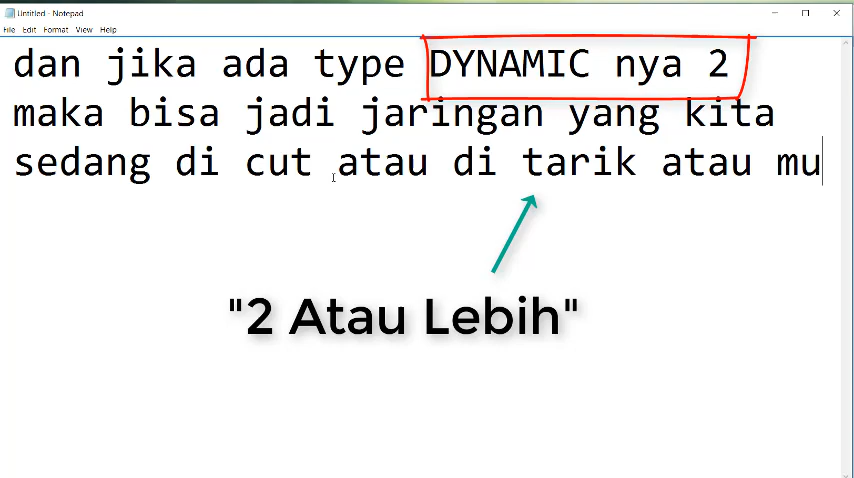 Untitled - Notepad
File Edit Format View Help
dan jika ada type DYNAMIC nya 2
maka bisa jadi jaringan yang kita
sedang di cut atau di tarik atau mu
"2 Atau Lebih"